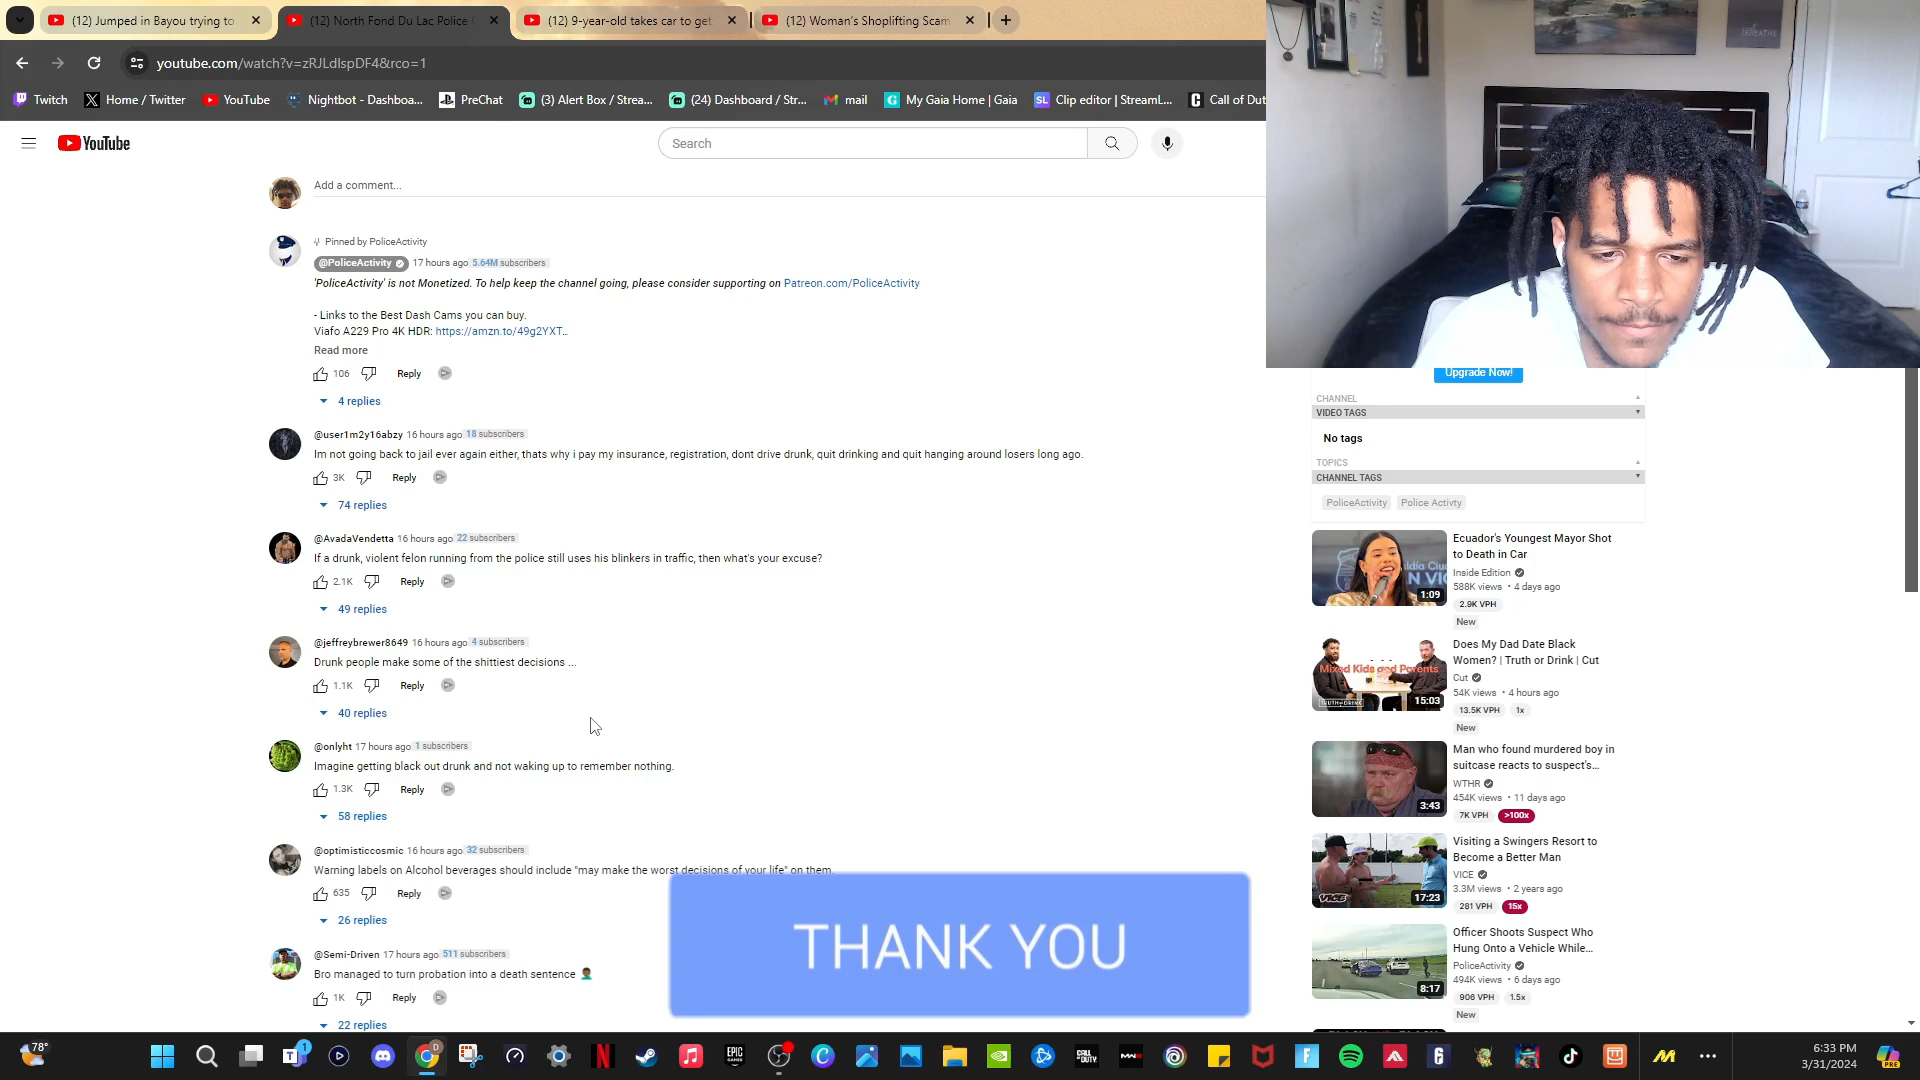 (12) Jumped in Bayou trying to
(12) North Fond Du Lac Police
(12) 9-year-old takes car to get
(12) Woman's Shoplifting Scam
youtube.com/watch?v=zRJLdlspDF4&rco=1
Twitch
Home / Twitter
YouTube
Nightbot - Dashboa...
PreChat
(3) Alert Box / Strea...
(24) Dashboard / Str...
mail
My Gaia Home | Gaia
Clip editor | StreamL...
Call of Dut
YouTube
Search
Add a comment...
Pinned by PoliceActivity
@PoliceActivity 17 hours ago 5.64M subscribers
'PoliceActivity' is not Monetized. To help keep the channel going, please consider supporting on Patreon.com/PoliceActivity
- Links to the Best Dash Cams you can buy.
Viafo A229 Pro 4K HDR: https://amzn.to/49g2YXT..
Read more
106 Reply
4 replies
@user1m2y16abzy 16 hours ago 18 subscribers
Im not going back to jail ever again either, thats why i pay my insurance, registration, dont drive drunk, quit drinking and quit hanging around losers long ago.
3K Reply
74 replies
@AvadaVendetta 16 hours ago 22 subscribers
If a drunk, violent felon running from the police still uses his blinkers in traffic, then what's your excuse?
2.1K Reply
49 replies
@jeffreybrewer8649 16 hours ago 4 subscribers
Drunk people make some of the shittiest decisions ...
1.1K Reply
40 replies
@onlyht 17 hours ago 1 subscribers
Imagine getting black out drunk and not waking up to remember nothing.
1.3K Reply
58 replies
@optimisticcosmic 16 hours ago 32 subscribers
Warning labels on Alcohol beverages should include "may make the worst decisions of your life" on them.
635 Reply
26 replies
@Semi-Driven 17 hours ago 511 subscribers
Bro managed to turn probation into a death sentence 🤦🏾‍♂️
1K Reply
22 replies
THANK YOU
BREATHE
Upgrade Now!
CHANNEL
VIDEO TAGS
No tags
TOPICS
CHANNEL TAGS
PoliceActivity
Police Activty
Ecuador's Youngest Mayor Shot
to Death in Car
Inside Edition
588K views • 4 days ago
2.9K VPH
New
1:09
Does My Dad Date Black
Women? | Truth or Drink | Cut
Cut
54K views • 4 hours ago
13.5K VPH 1x
New
Mixed Kids and Parents
15:03
Man who found murdered boy in
suitcase reacts to suspect's...
WTHR
454K views • 11 days ago
7K VPH >100x
3:43
Visiting a Swingers Resort to
Become a Better Man
VICE
3.3M views • 2 years ago
281 VPH 15x
VICE
17:23
Officer Shoots Suspect Who
Hung Onto a Vehicle While...
PoliceActivity
494K views • 6 days ago
906 VPH 1.5x
New
8:17
78°
6:33 PM
3/31/2024